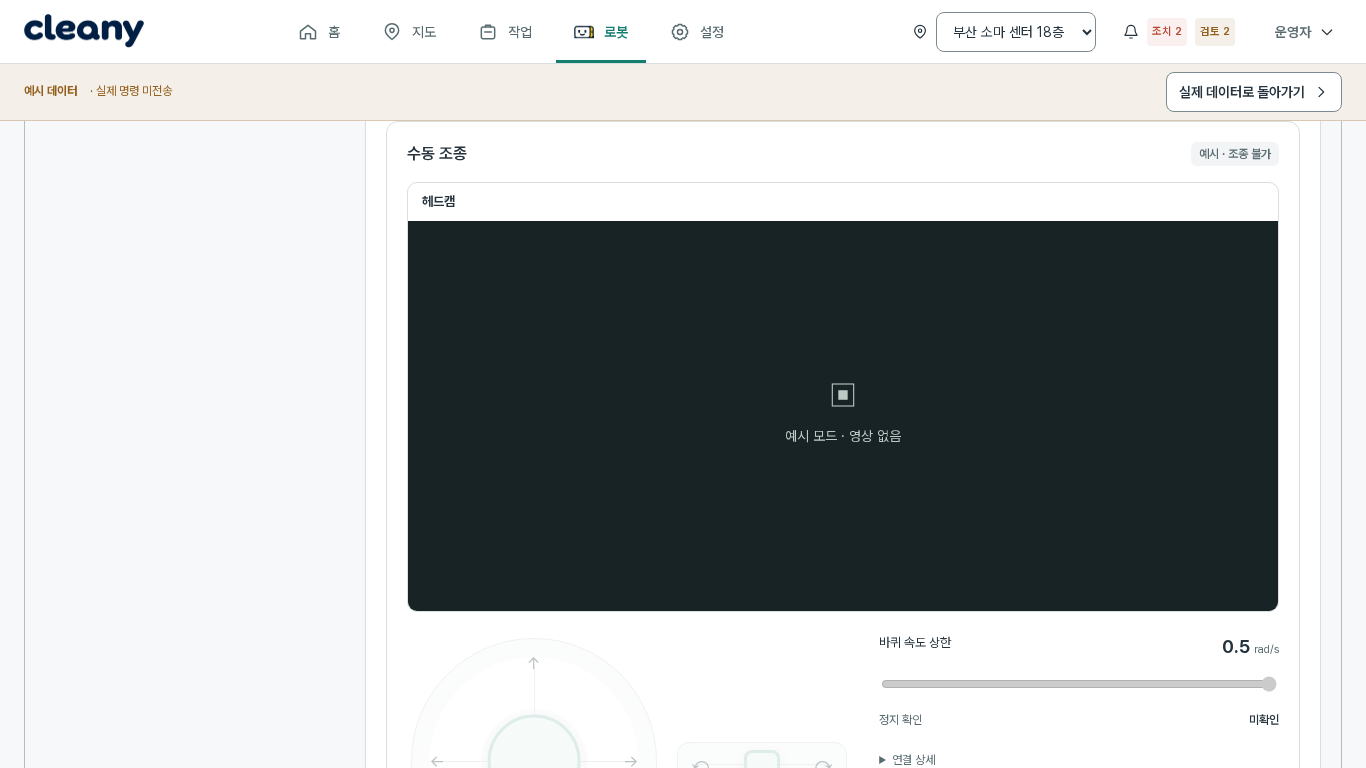 cleany
홈
지도
작업
로봇
설정
부산 소마 센터 18층
조치 2
검토 2
운영자
예시 데이터 · 실제 명령 미전송
실제 데이터로 돌아가기
수동 조종
예시 · 조종 불가
헤드캠
예시 모드 · 영상 없음
바퀴 속도 상한
0.5 rad/s
정지 확인
미확인
연결 상세